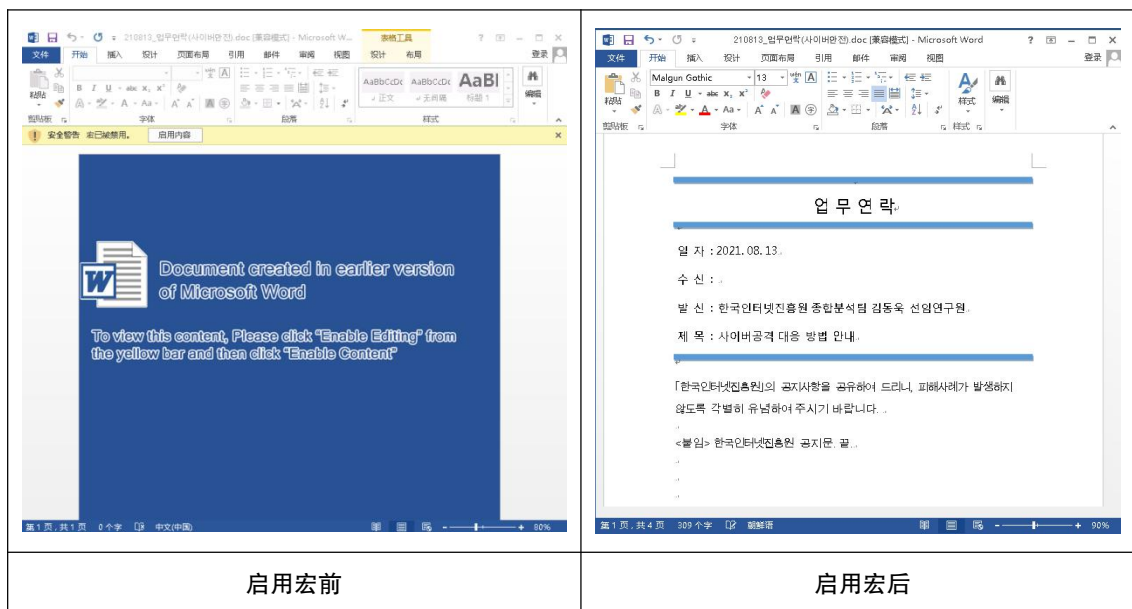 210813_업무연락(사이버안전).doc [兼容模式] - Microsoft W...
表格工具
文件 开始 插入 设计 页面布局 引用 邮件 审阅 视图 设计 布局 登录
B I U abc X₂ X²
AaBbCcDc AaBbCcDc AaBl
粘贴 正文 无间隔 标题 1 编辑
剪贴板 字体 段落 样式
安全警告 宏已被禁用。 启用内容
Document created in earlier version
of Microsoft Word
To view this content, Please click "Enable Editing" from
the yellow bar and then click "Enable Content"
第 1 页,共 1 页 0 个字 中文(中国) 80%
启用宏前
210813_업무연락(사이버안전).doc [兼容模式] - Microsoft Word
文件 开始 插入 设计 页面布局 引用 邮件 审阅 视图 登录
Malgun Gothic 13
B I U abc X₂ X²
粘贴 样式 编辑
剪贴板 字体 段落 样式
업 무 연 락
일 자 : 2021. 08. 13.
수 신 :
발 신 : 한국인터넷진흥원 종합분석팀 김동욱 선임연구원
제 목 : 사이버공격 대응 방법 안내
「한국인터넷진흥원」의 공지사항을 공유하여 드리니, 피해사례가 발생하지
않도록 각별히 유념하여 주시기 바랍니다.
<붙임> 한국인터넷진흥원 공지문. 끝.
第 1 页,共 4 页 309 个字 朝鲜语 90%
启用宏后